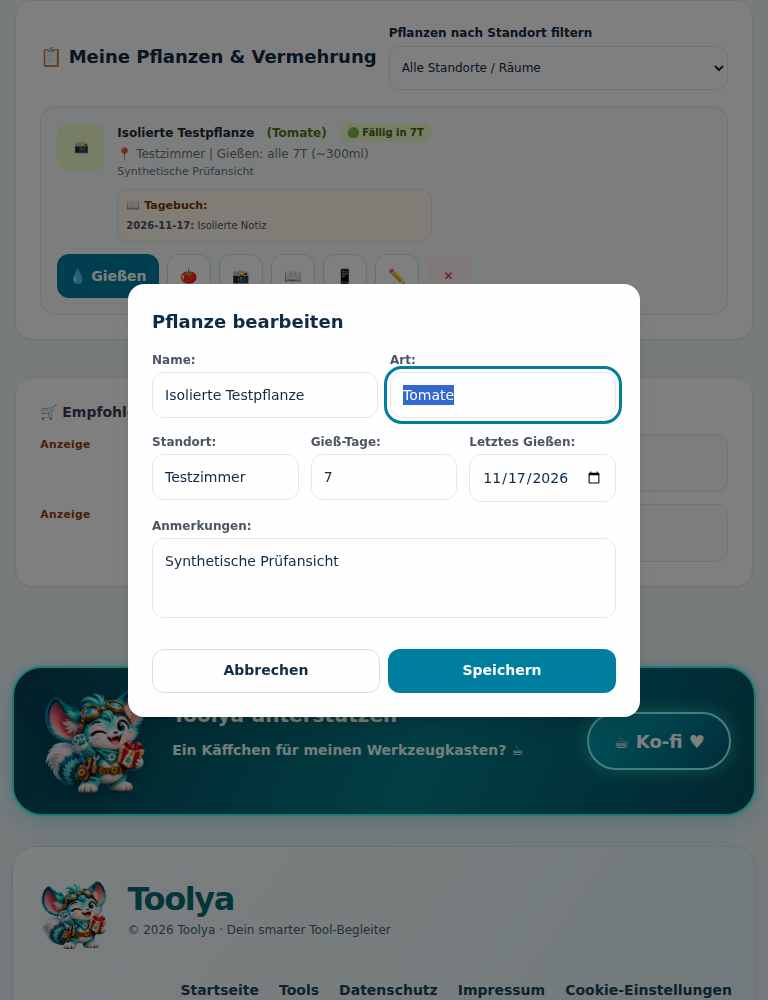 📋 Meine Pflanzen & Vermehrung
Pflanzen nach Standort filtern
Alle Standorte / Räume
Isolierte Testpflanze (Tomate) 🟢 Fällig in 7T
📍 Testzimmer | Gießen: alle 7T (~300ml)
Synthetische Prüfansicht
📖 Tagebuch:
2026-11-17: Isolierte Notiz
💧 Gießen
Pflanze bearbeiten
Name:
Isolierte Testpflanze
Art:
Tomate
Standort:
Testzimmer
Gieß-Tage:
7
Letztes Gießen:
11/17/2026
Anmerkungen:
Synthetische Prüfansicht
Abbrechen
Speichern
Anzeige
Anzeige
Toolya unterstützen
Ein Käffchen für meinen Werkzeugkasten? ☕
☕ Ko-fi ♥
Toolya
© 2026 Toolya · Dein smarter Tool-Begleiter
Startseite Tools Datenschutz Impressum Cookie-Einstellungen